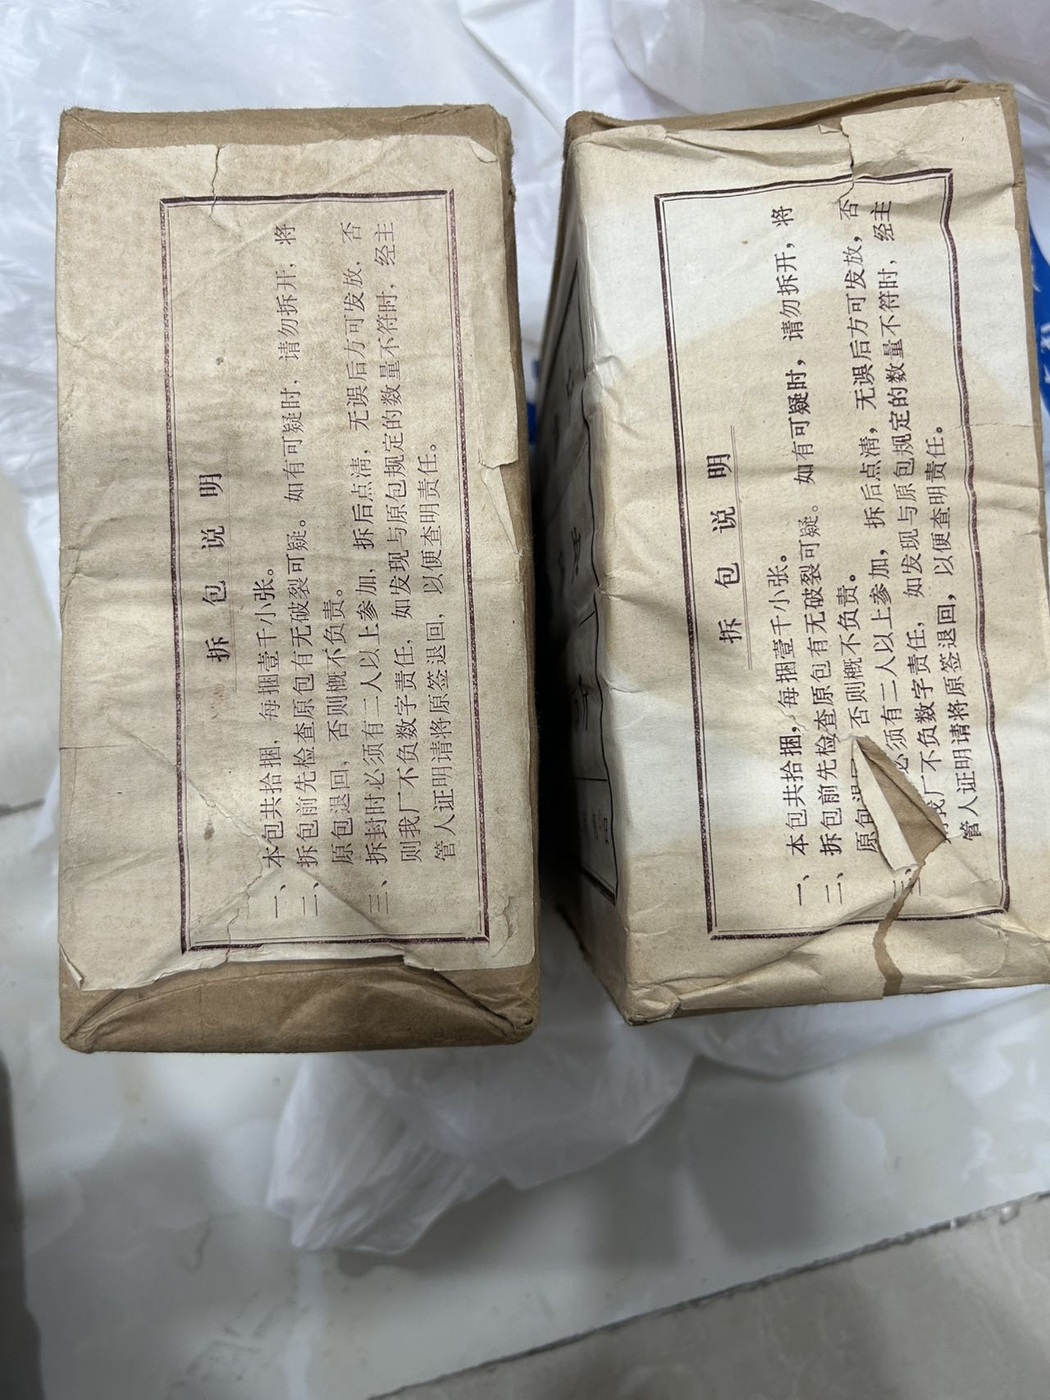 拆包说明
一、本包共拾捆，每捆壹千小张。
二、拆包前先检查原包有无破裂可疑。如有可疑时，请勿拆开，将
原包退回，否则概不负责。
三、拆封时必须有二人以上参加，拆后点清，无误后方可发放，否
则我厂不负数字责任，如发现与原包规定的数量不符时，经主
管人证明请将原签退回，以便查明责任。
拆包说明
一、本包共拾捆，每捆壹千小张。
二、拆包前先检查原包有无破裂可疑。如有可疑时，请勿拆开，将
原包退 否则概不负责。
三、 必须有二人以上参加，拆后点清，无误后方可发放，否
我厂不负数字责任，如发现与原包规定的数量不符时，经主
管人证明请将原签退回，以便查明责任。